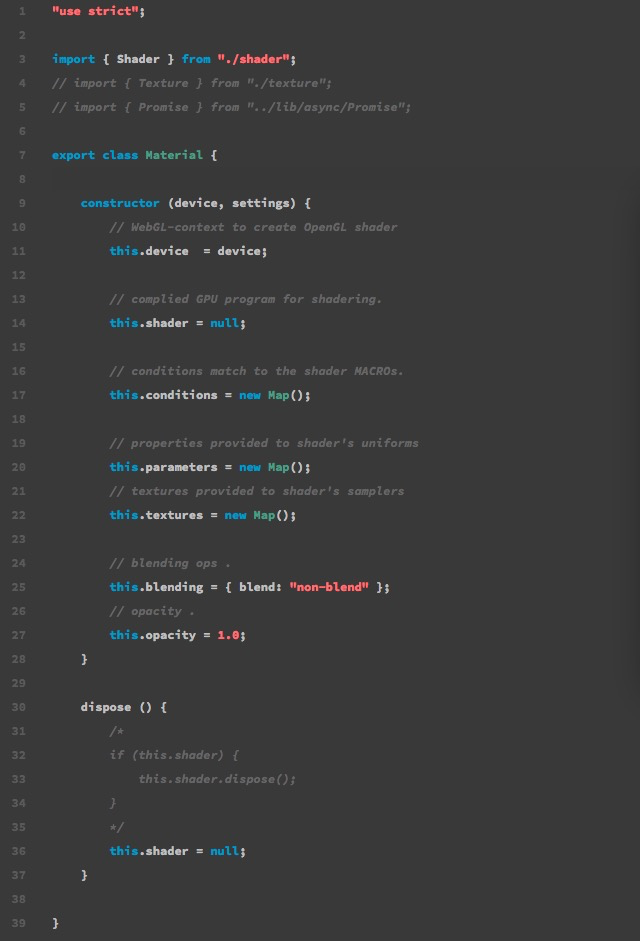 1 "use strict";
2
3 import { Shader } from "./shader";
4 // import { Texture } from "./texture";
5 // import { Promise } from "../lib/async/Promise";
6
7 export class Material {
8
9 constructor (device, settings) {
10 // WebGL-context to create OpenGL shader
11 this.device  = device;
12
13 // complied GPU program for shadering.
14 this.shader = null;
15
16 // conditions match to the shader MACROs.
17 this.conditions = new Map();
18
19 // properties provided to shader's uniforms
20 this.parameters = new Map();
21 // textures provided to shader's samplers
22 this.textures = new Map();
23
24 // blending ops .
25 this.blending = { blend: "non-blend" };
26 // opacity .
27 this.opacity = 1.0;
28 }
29
30 dispose () {
31 /*
32 if (this.shader) {
33 this.shader.dispose();
34 }
35 */
36 this.shader = null;
37 }
38
39 }